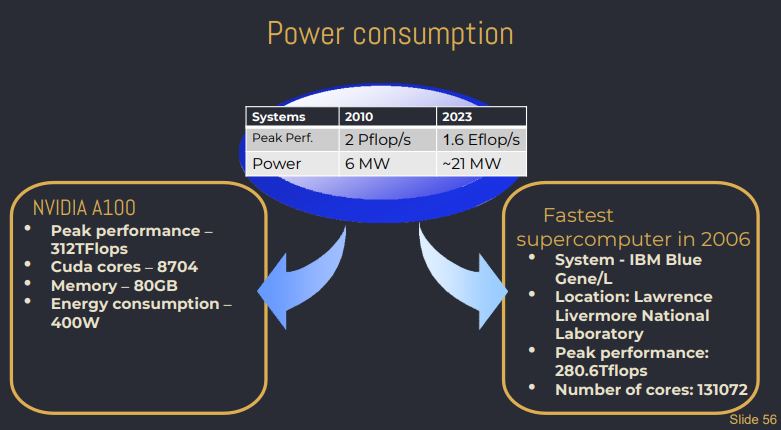 Power consumption
Systems 2010 2023
Peak Perf. 2 Pflop/s 1.6 Eflop/s
Power 6 MW ~21 MW
NVIDIA A100
• Peak performance –
312TFlops
• Cuda cores – 8704
• Memory – 80GB
• Energy consumption –
400W
Fastest
supercomputer in 2006
• System - IBM Blue
Gene/L
• Location: Lawrence
Livermore National
Laboratory
• Peak performance:
280.6Tflops
• Number of cores: 131072
Slide 56